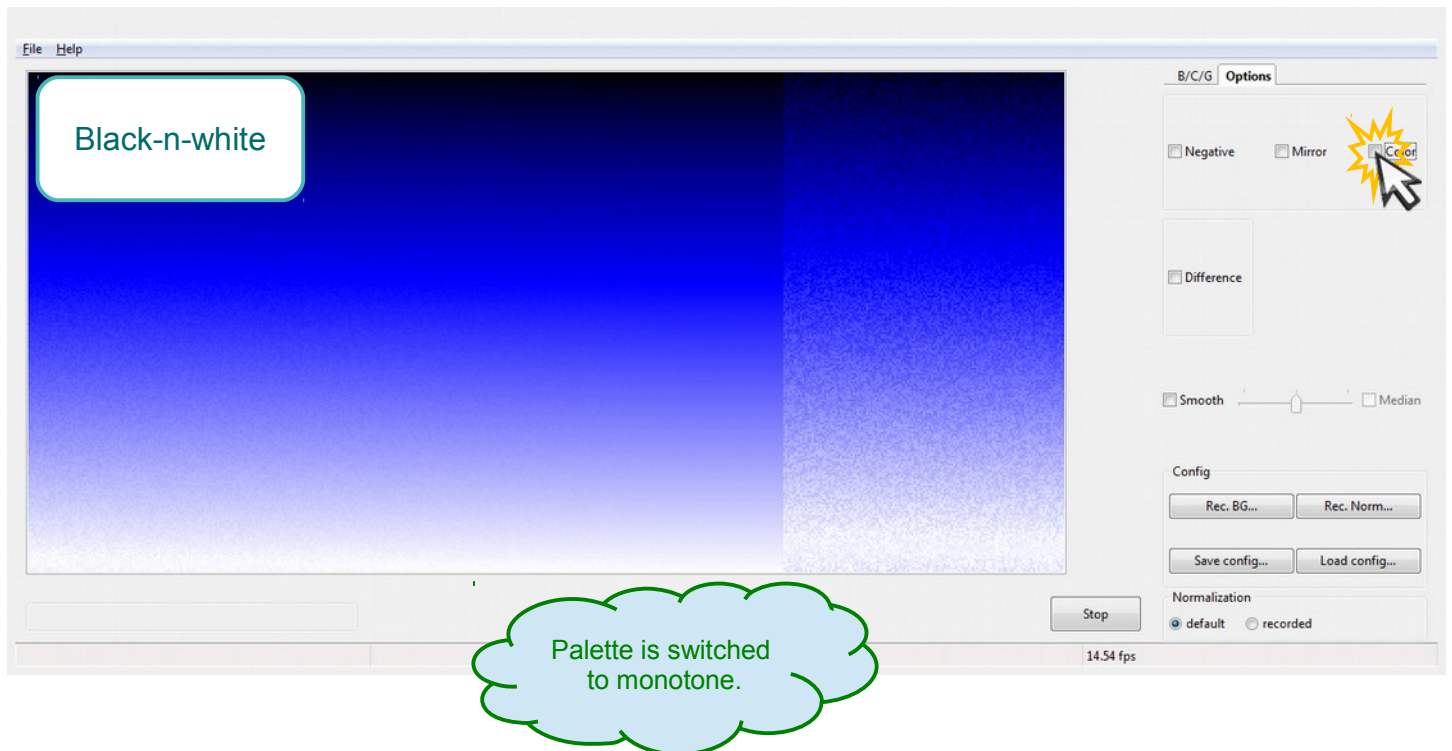 File Help
B/C/G Options
Black-n-white
Negative Mirror Color
Difference
Smooth Median
Config
Rec. BG... Rec. Norm...
Save config... Load config...
Normalization
Stop
default recorded
Palette is switched
to monotone.
14.54 fps